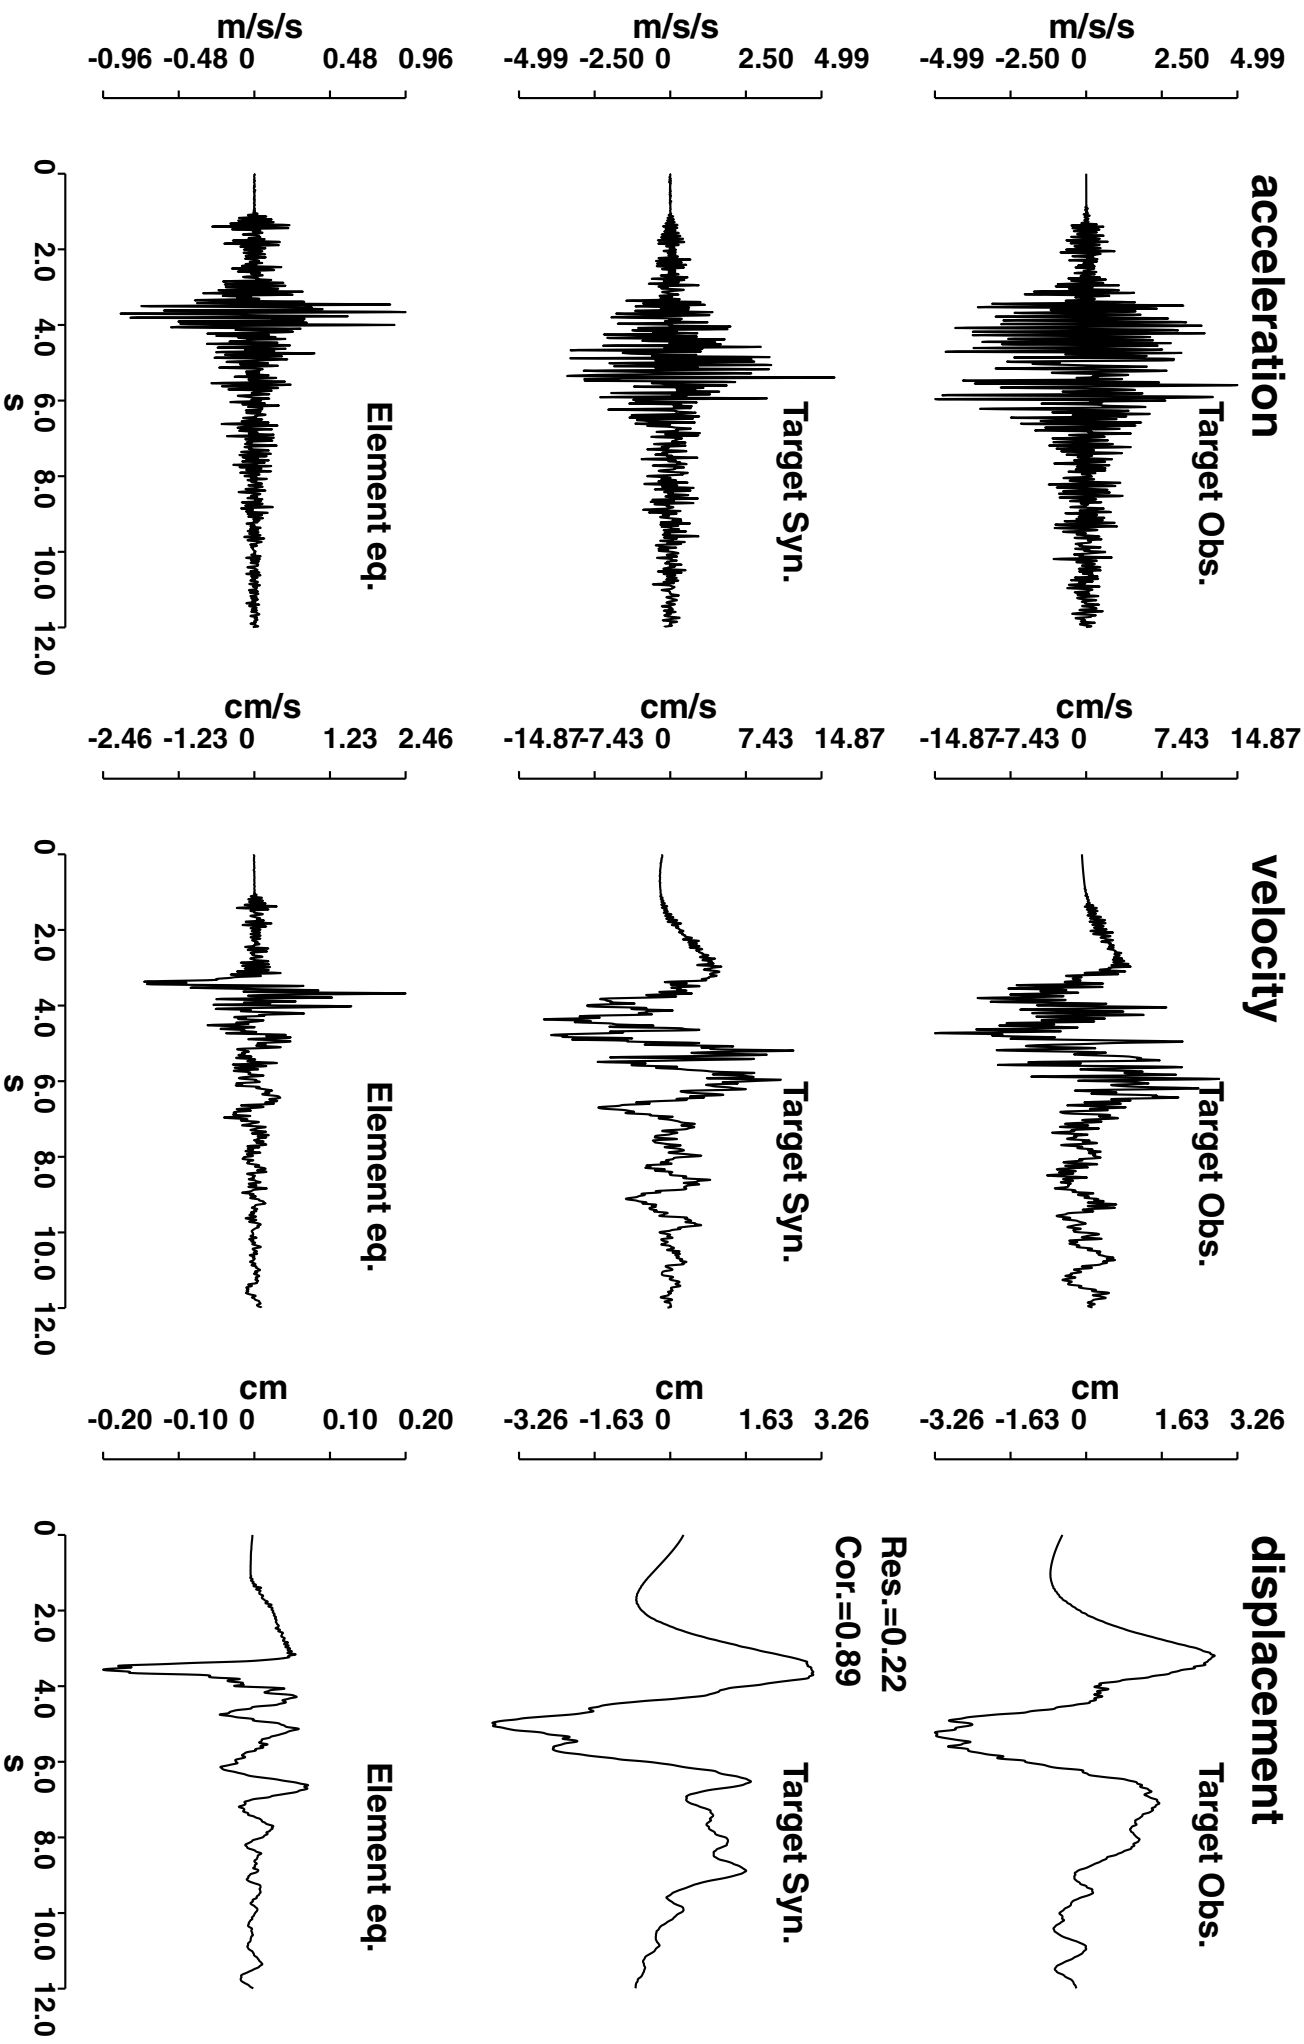 acceleration
velocity
displacement
m/s/s
-4.99 -2.50 0 2.50 4.99
Target Obs.
cm/s
-14.87 -7.43 0 7.43 14.87
Target Obs.
cm
-3.26 -1.63 0 1.63 3.26
Target Obs.
m/s/s
-4.99 -2.50 0 2.50 4.99
Target Syn.
cm/s
-14.87 -7.43 0 7.43 14.87
Target Syn.
Res.=0.22
Cor.=0.89
cm
-3.26 -1.63 0 1.63 3.26
Target Syn.
m/s/s
-0.96 -0.48 0 0.48 0.96
Element eq.
cm/s
-2.46 -1.23 0 1.23 2.46
Element eq.
cm
-0.20 -0.10 0 0.10 0.20
Element eq.
0 2.0 4.0 6.0 8.0 10.0 12.0
s
0 2.0 4.0 6.0 8.0 10.0 12.0
s
0 2.0 4.0 6.0 8.0 10.0 12.0
s